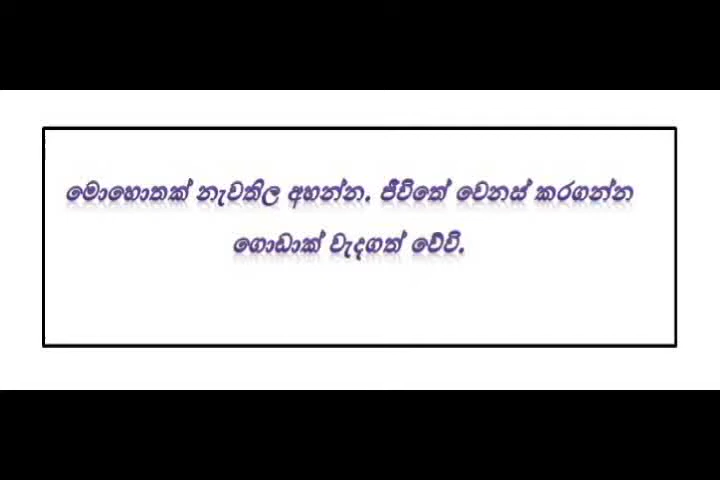 මොහොතක් නැවතිල අහන්න. ජීවිතේ වෙනස් කරගන්න
ගොඩාක් වැදගත් වේවි.